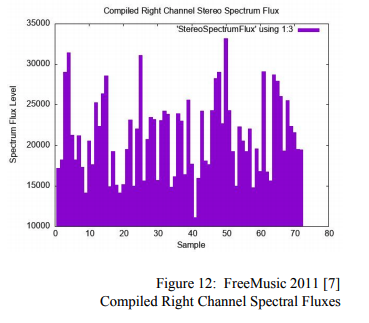 Compiled Right Channel Stereo Spectrum Flux
35000
'StereoSpectrumFlux' using 1:3
30000
25000
Spectrum Flux Level
20000
15000
10000
0 10 20 30 40 50 60 70 80
Sample
Figure 12: FreeMusic 2011 [7]
Compiled Right Channel Spectral Fluxes